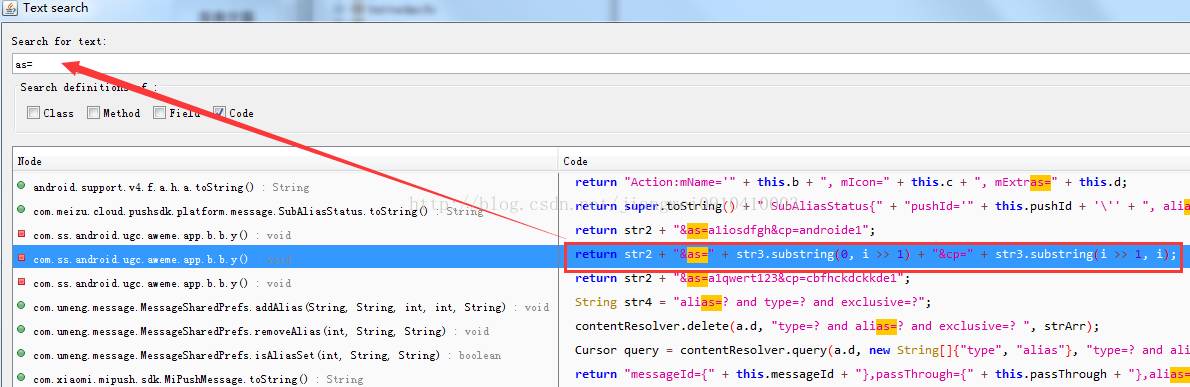 Text search
Search for text:
as=
Search definitions of :
Class Method Field Code
Node Code
android.support.v4.f.a.h.a.toString() : String return "Action:mName='" + this.b + ", mIcon=" + this.c + ", mExtras=" + this.d;
com.meizu.cloud.pushsdk.platform.message.SubAliasStatus.toString() : String return super.toString() + " SubAliasStatus{" + "pushId='" + this.pushId + '\'' + ", alia
com.ss.android.ugc.aweme.app.b.b.y() : void return str2 + "&as=a1iosdfgh&cp=androide1";
com.ss.android.ugc.aweme.app.b.b.y() : void return str2 + "&as=" + str3.substring(0, i >> 1) + "&cp=" + str3.substring(i >> 1, i);
com.ss.android.ugc.aweme.app.b.b.y() : void return str2 + "&as=a1qwert123&cp=cbfhckdckkde1";
com.umeng.message.MessageSharedPrefs.addAlias(String, String, int, int, String) : void String str4 = "alias=? and type=? and exclusive=?";
com.umeng.message.MessageSharedPrefs.removeAlias(int, String, String) : void contentResolver.delete(a.d, "type=? and alias=? and exclusive=? ", strArr);
com.umeng.message.MessageSharedPrefs.isAliasSet(int, String, String) : boolean Cursor query = contentResolver.query(a.d, new String[]{"type", "alias"}, "type=? and ali
com.xiaomi.mipush.sdk.MiPushMessage.toString() : String return "messageId={" + this.messageId + "},passThrough={" + this.passThrough + "},alias=